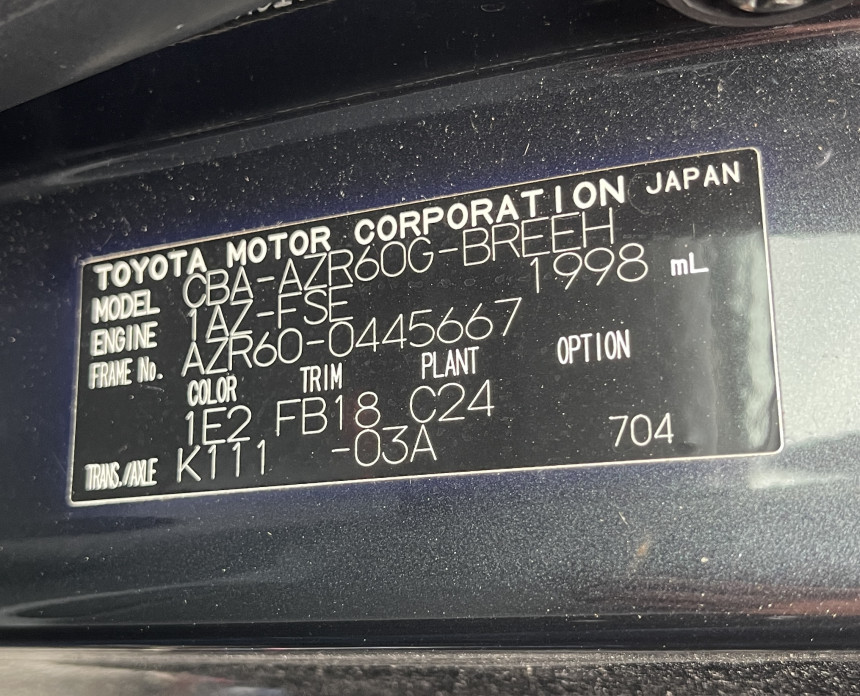 TOYOTA MOTOR CORPORATION JAPAN
MODEL CBA-AZR60G-BREEH
ENGINE 1AZ-FSE 1998 mL
FRAME No. AZR60-0445667
COLOR TRIM PLANT OPTION
1E2 FB18 C24
TRANS./AXLE K111 -03A 704